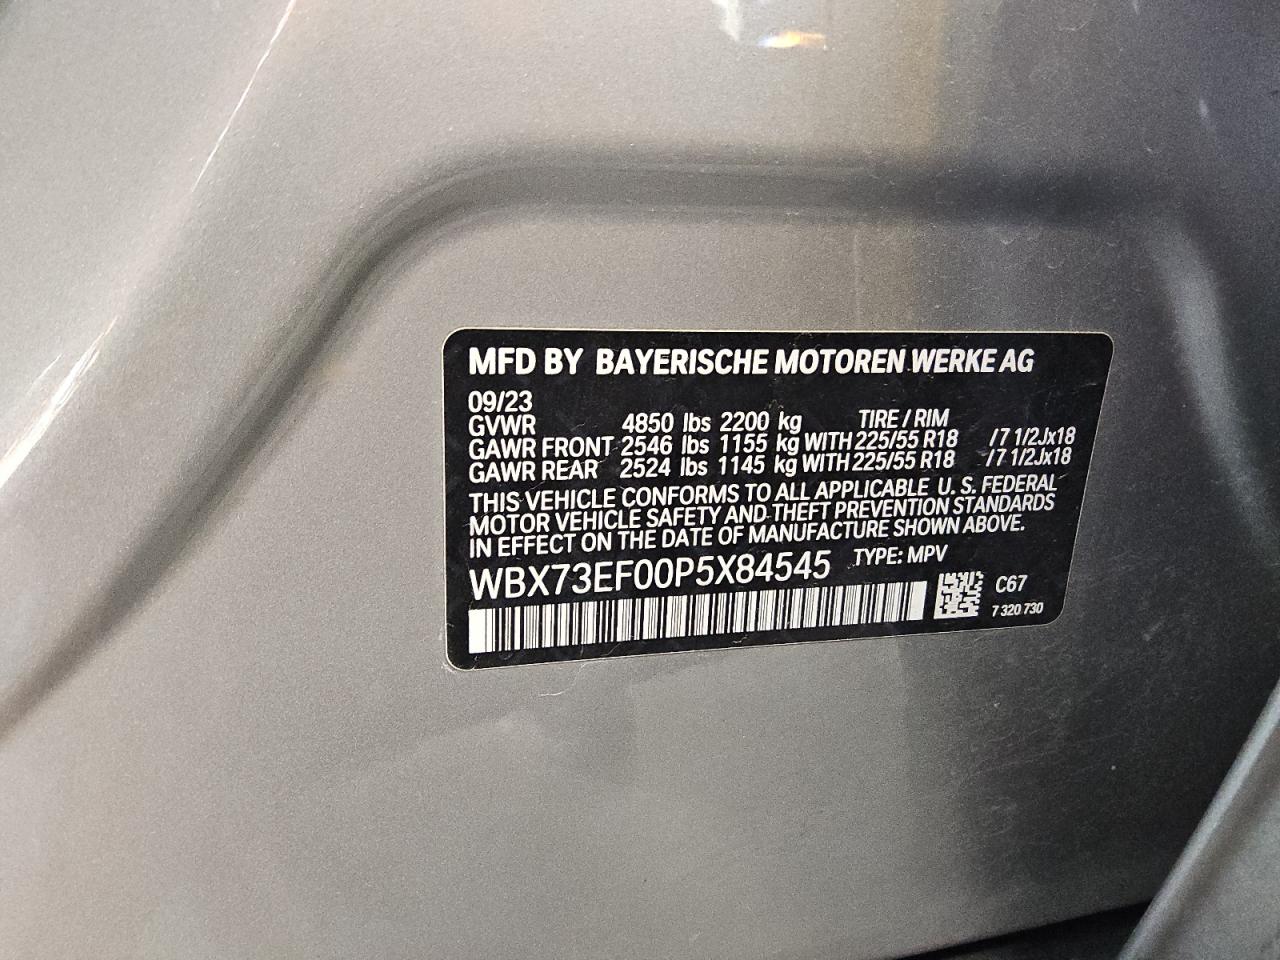 MFD BY BAYERISCHE MOTOREN WERKE AG
09/23
GVWR 4850 lbs 2200 kg TIRE / RIM
GAWR FRONT 2546 lbs 1155 kg WITH 225/55 R18 /7 1/2Jx18
GAWR REAR 2524 lbs 1145 kg WITH 225/55 R18 /7 1/2Jx18
THIS VEHICLE CONFORMS TO ALL APPLICABLE U. S. FEDERAL
MOTOR VEHICLE SAFETY AND THEFT PREVENTION STANDARDS
IN EFFECT ON THE DATE OF MANUFACTURE SHOWN ABOVE.
WBX73EF00P5X84545 TYPE: MPV
C67
7 320 730